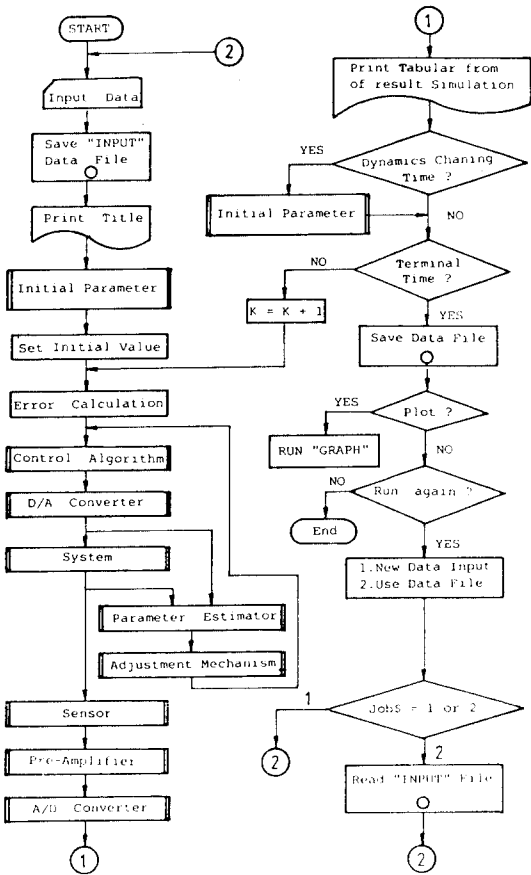 START
2
Input Data
Save "INPUT"
Data File
Print Title
Initial Parameter
Set Initial Value
Error Calculation
Control Algorithm
D/A Converter
System
Parameter Estimator
Adjustment Mechanism
Sensor
Pre-Amplifier
A/D Converter
1
1
Print Tabular from
of result Simulation
YES
Dynamics Chaning
Time ?
Initial Parameter
NO
NO
Terminal
Time ?
K = K + 1
YES
Save Data File
YES
Plot ?
RUN "GRAPH"
NO
NO
Run again ?
End
YES
1.New Data Input
2.Use Data File
1
Job$ = 1 or 2
2
2
Read "INPUT" File
2